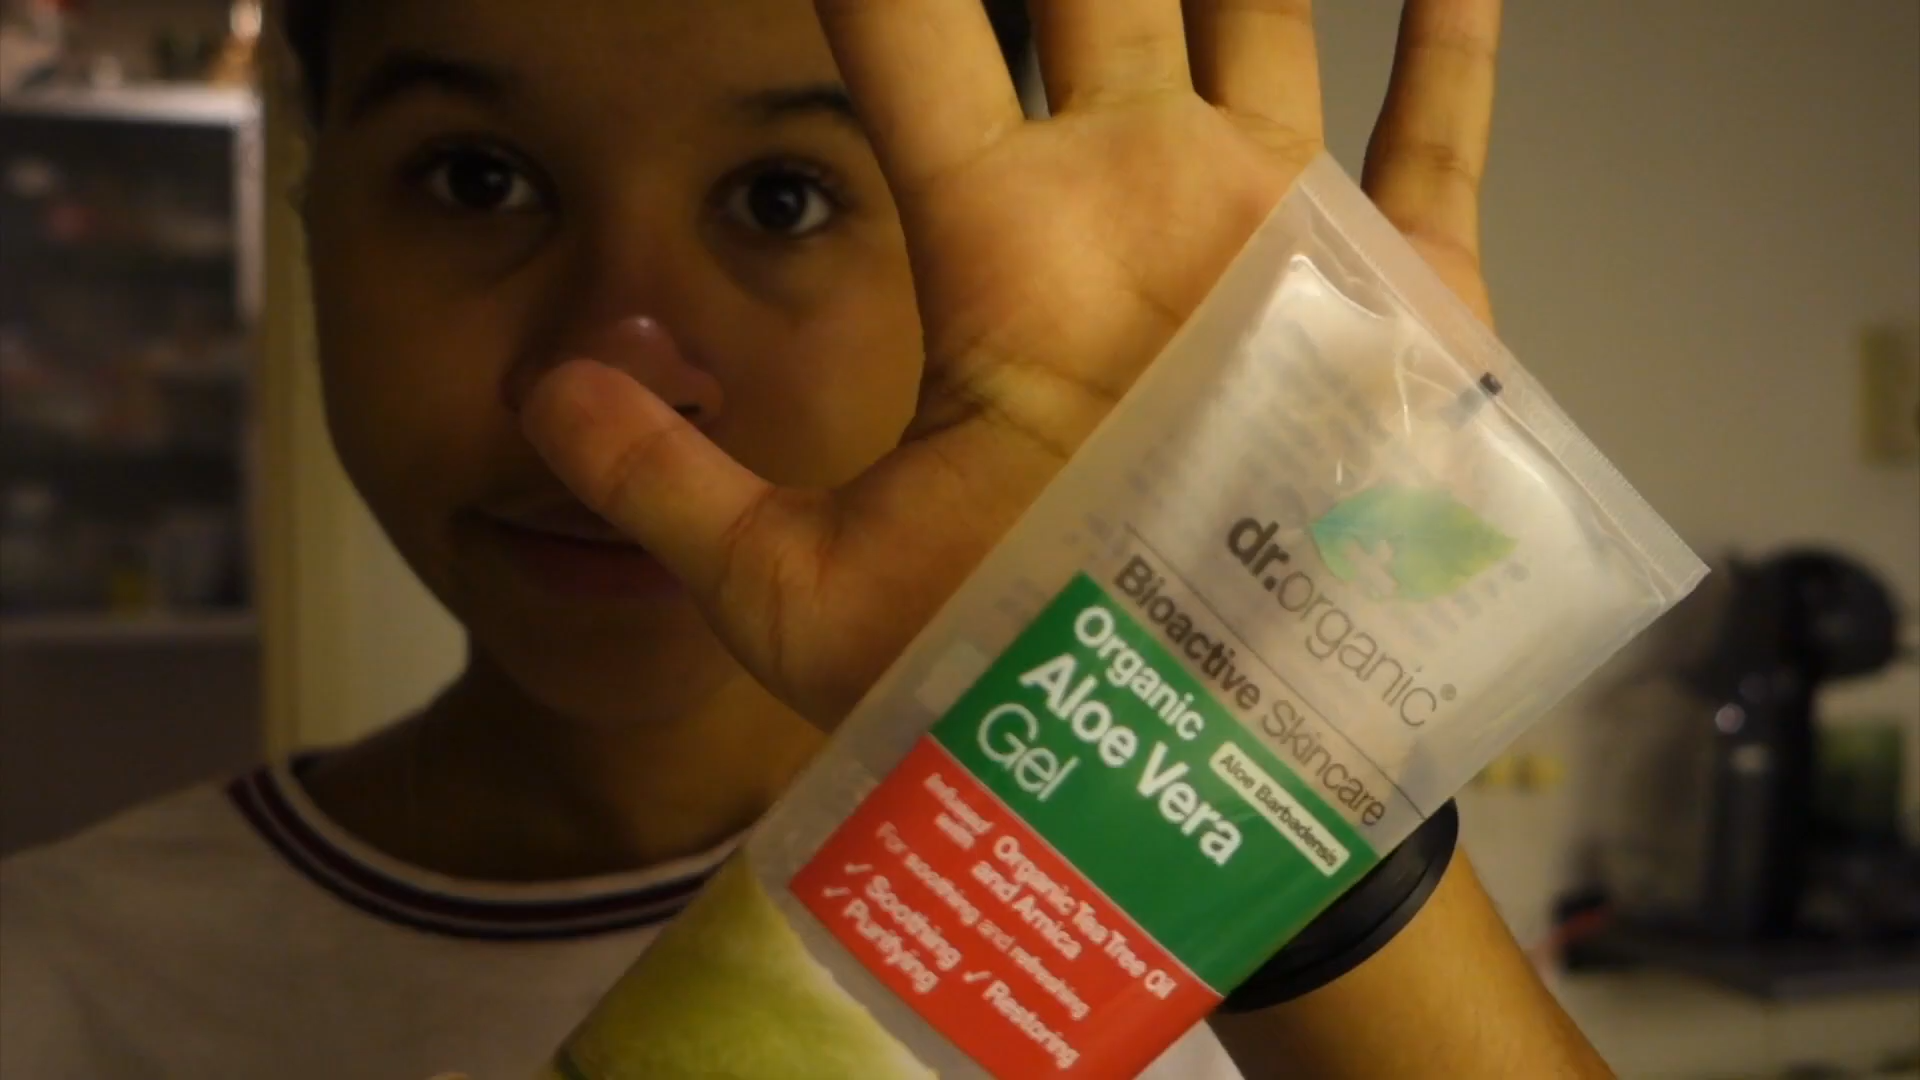 dr.organic®
Bioactive Skincare
Organic
Aloe Vera
Gel
Aloe Barbadensis
Infused with
Organic Tea Tree Oil
and Arnica
For soothing and refreshing
✓ Soothing ✓ Restoring
✓ Purifying